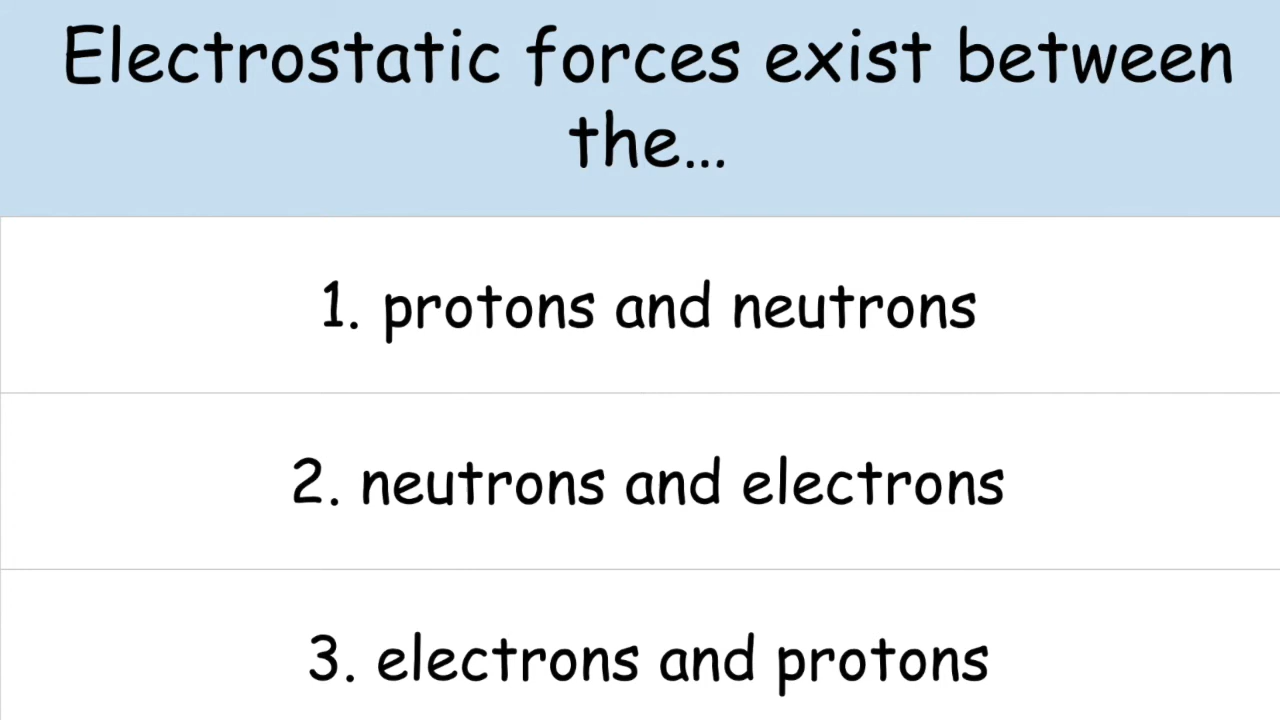 Electrostatic forces exist between
the...
1. protons and neutrons
2. neutrons and electrons
3. electrons and protons